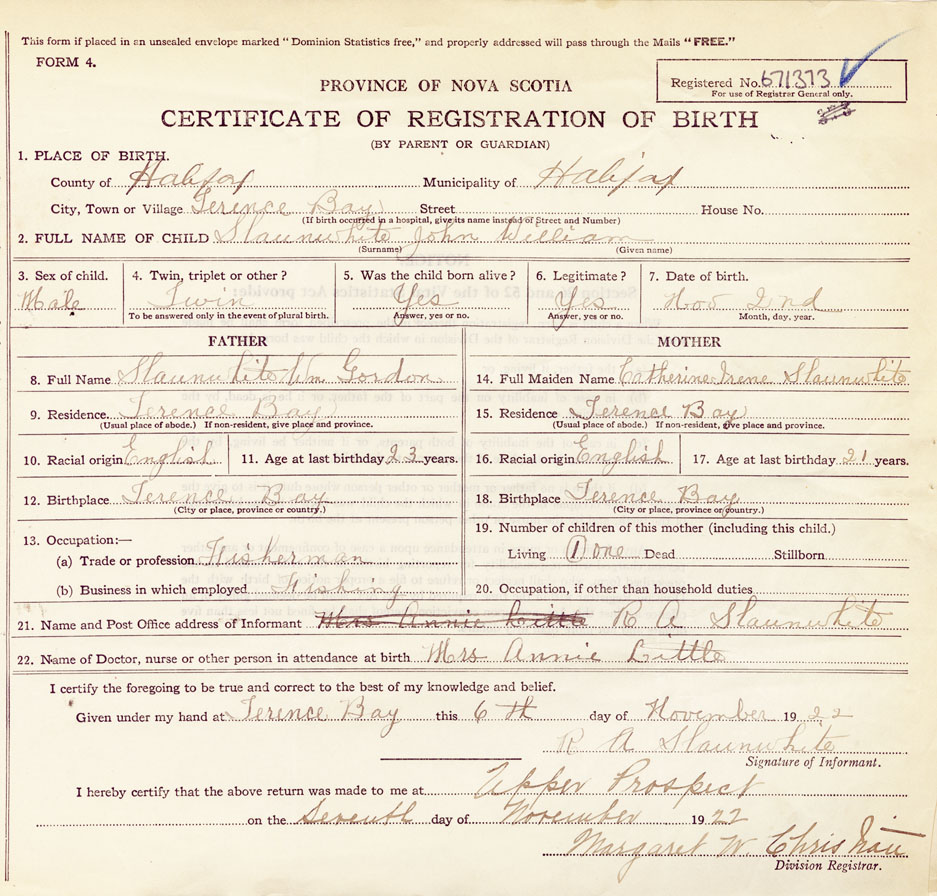 This form if placed in an unsealed envelope marked "Dominion Statistics free," and properly addressed will pass through the Mails "FREE."
FORM 4.
PROVINCE OF NOVA SCOTIA
Registered No. 671373
For use of Registrar General only.
CERTIFICATE OF REGISTRATION OF BIRTH
(BY PARENT OR GUARDIAN)
1. PLACE OF BIRTH.
County of Halifax Municipality of Halifax
City, Town or Village Terence Bay Street House No.
(If birth occurred in a hospital, give its name instead of Street and Number)
2. FULL NAME OF CHILD Slaunwhite John William
(Surname) (Given name)
3. Sex of child. 4. Twin, triplet or other? 5. Was the child born alive? 6. Legitimate? 7. Date of birth.
Male Twin Yes Yes Nov 2nd
To be answered only in the event of plural birth. Answer, yes or no. Answer, yes or no. Month, day, year.
FATHER
8. Full Name Slaunwhite Wm Gordon
9. Residence. Terence Bay
(Usual place of abode.) If non-resident, give place and province.
10. Racial origin English 11. Age at last birthday 23 years.
12. Birthplace Terence Bay
(City or place, province or country.)
13. Occupation:—
(a) Trade or profession Fisherman
(b) Business in which employed Fishing
MOTHER
14. Full Maiden Name Catherine Irene Slaunwhite
15. Residence Terence Bay
(Usual place of abode.) If non-resident, give place and province.
16. Racial origin English 17. Age at last birthday 21 years.
18. Birthplace Terence Bay
(City or place, province or country.)
19. Number of children of this mother (including this child.)
Living 1 one Dead Stillborn
20. Occupation, if other than household duties
21. Name and Post Office address of Informant Mrs Annie Little R A Slaunwhite
22. Name of Doctor, nurse or other person in attendance at birth Mrs Annie Little
I certify the foregoing to be true and correct to the best of my knowledge and belief.
Given under my hand at Terence Bay this 6th day of November 1922
R A Slaunwhite
Signature of Informant.
I hereby certify that the above return was made to me at Upper Prospect
on the Seventh day of November 1922
Margaret W Christian
Division Registrar.